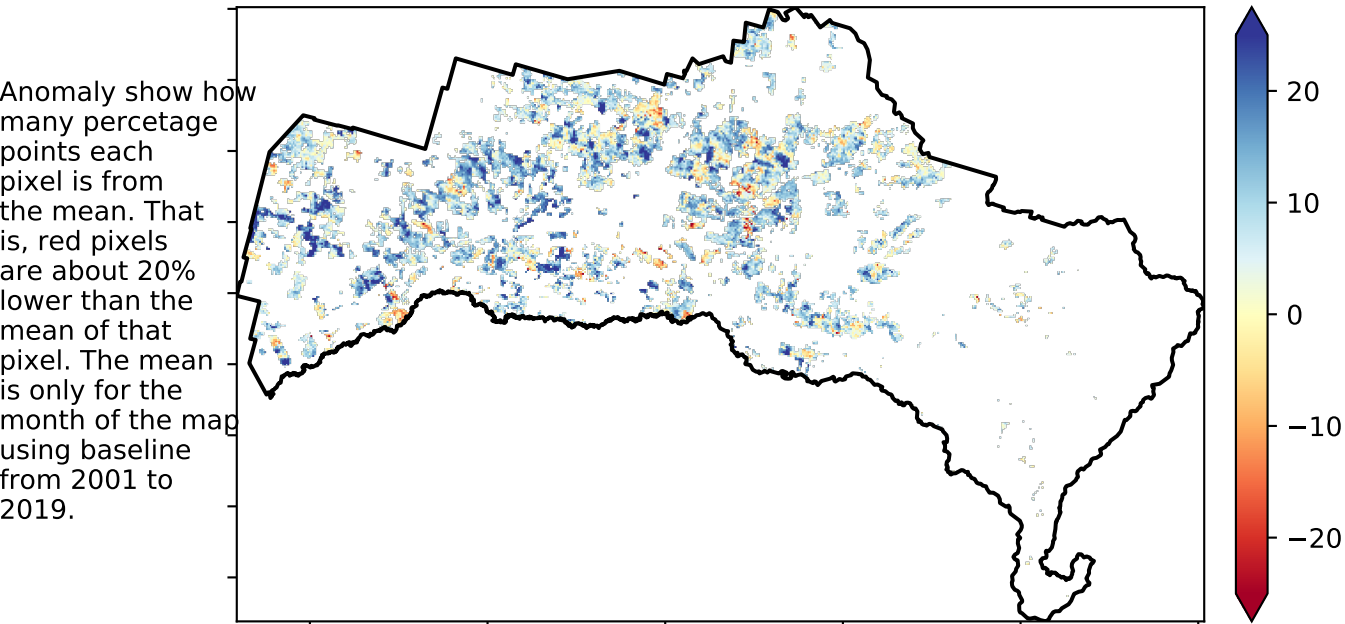 Anomaly show how
many percetage
points each
pixel is from
the mean. That
is, red pixels
are about 20%
lower than the
mean of that
pixel. The mean
is only for the
month of the map
using baseline
from 2001 to
2019.
20
10
0
−10
−20